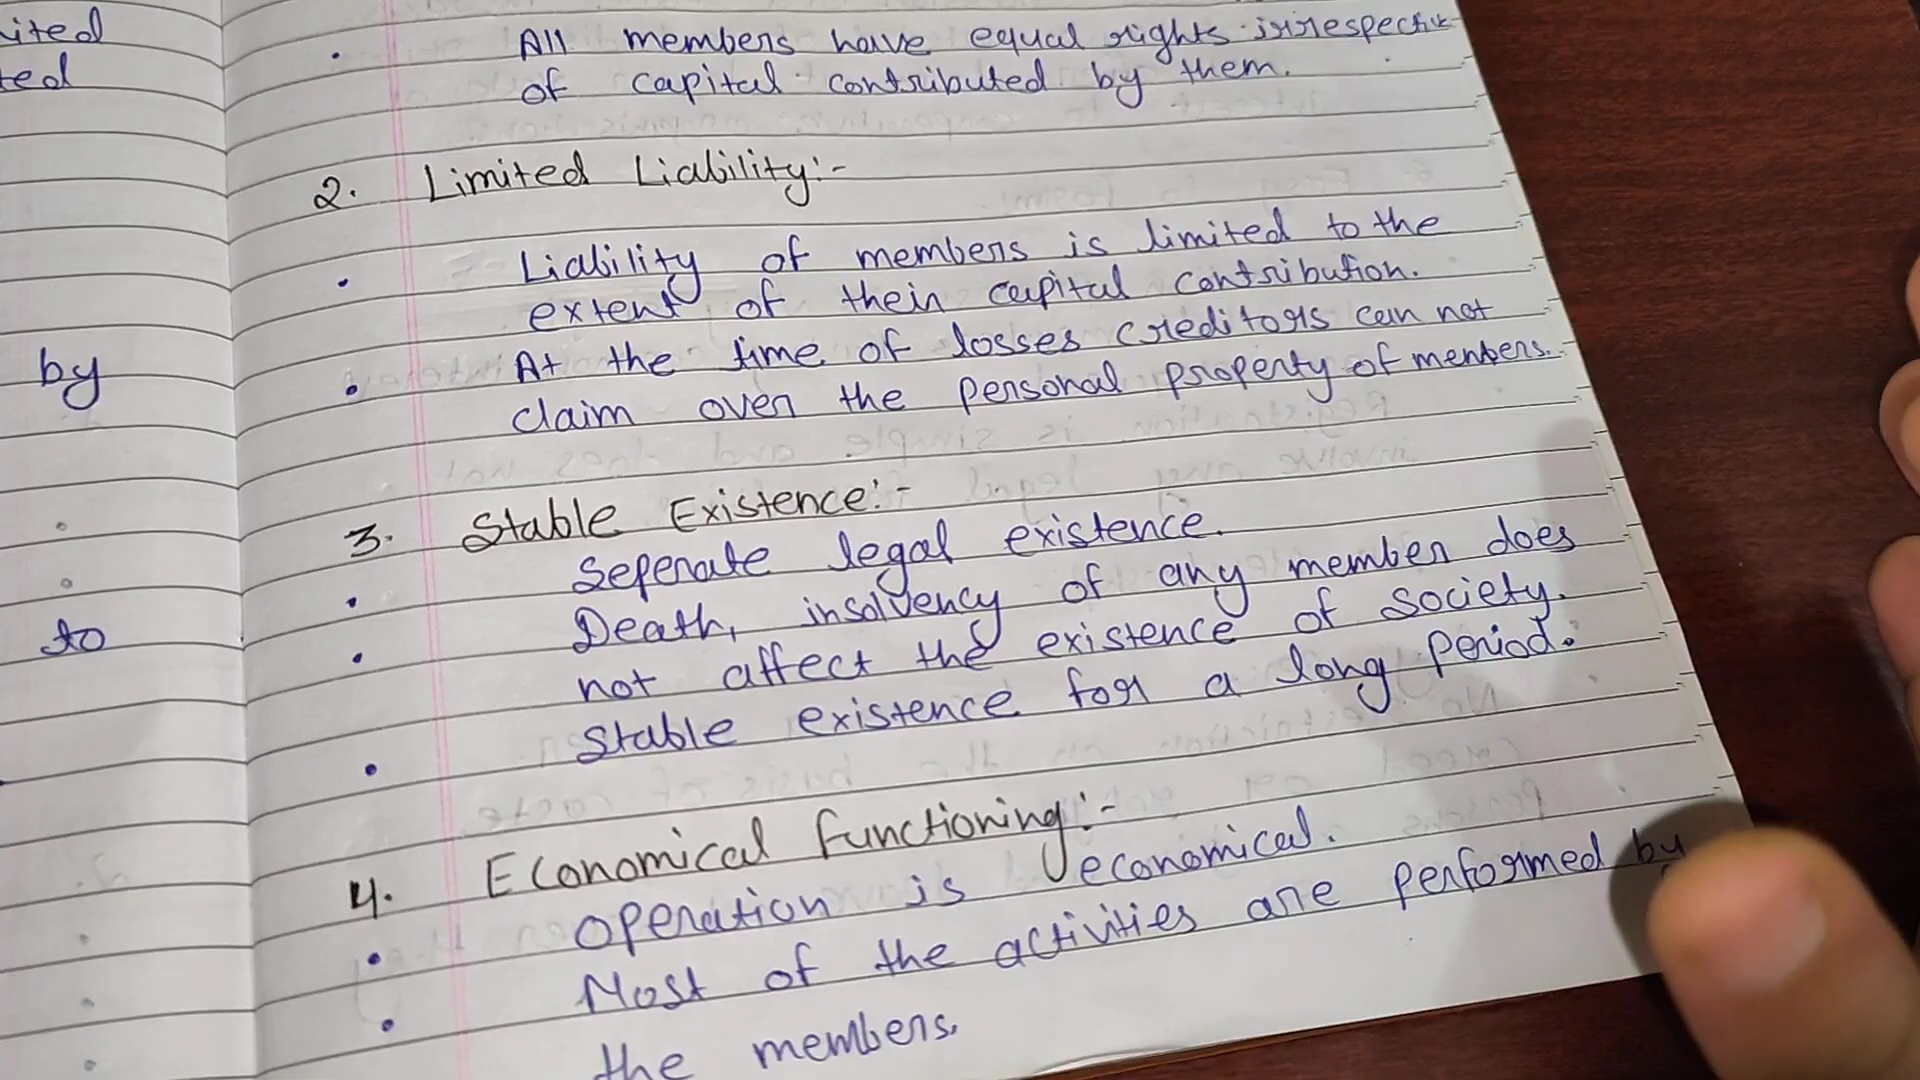 ited
ted
by
to
All members have equal rights irrespective
of capital contributed by them.
2. Limited Liability:-
Liability of members is limited to the
extent of their capital contribution.
At the time of losses creditors can not
claim over the personal property of members.
3. Stable Existence:-
Seperate legal existence.
Death, insolvency of any member does
not affect the existence of society.
Stable existence for a long period.
4. Economical functioning:-
Operation is economical.
Most of the activities are performed by
the members.